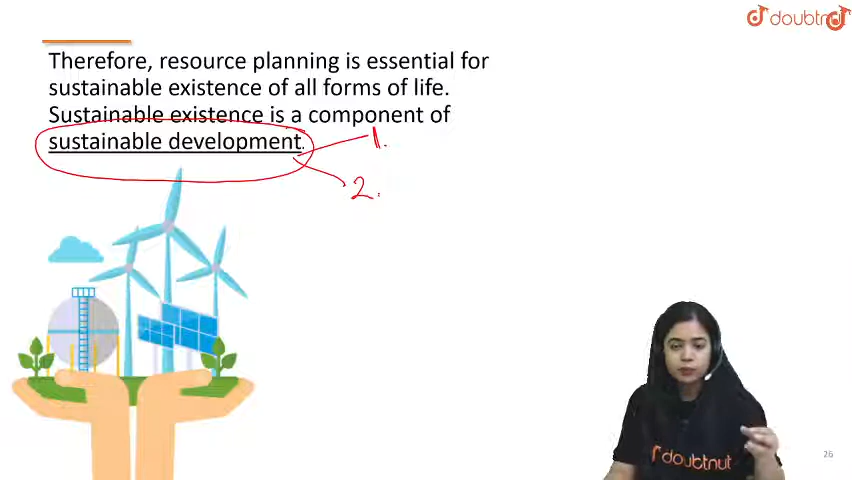 doubtnut
Therefore, resource planning is essential for
sustainable existence of all forms of life.
Sustainable existence is a component of
sustainable development.
1.
2.
doubtnut
26